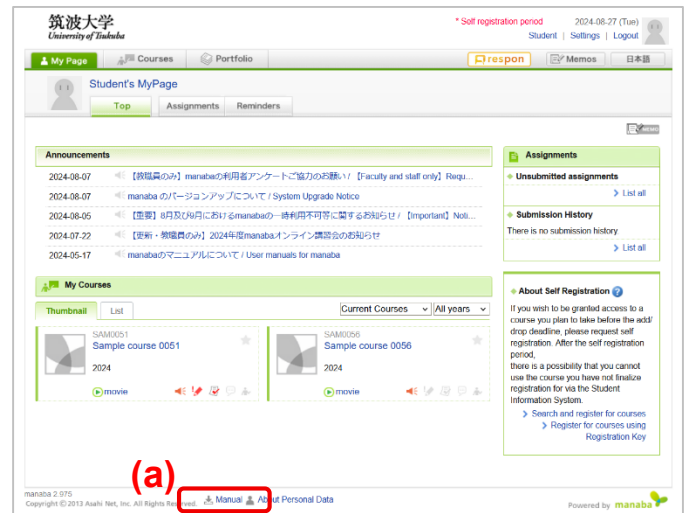 筑波大学
University of Tsukuba
* Self registration period
2024-08-27 (Tue)
Student | Settings | Logout
My Page
Courses
Portfolio
respon
Memos
日本語
Student's MyPage
Top
Assignments
Reminders
MEMO
Announcements
2024-08-07 【教職員のみ】manabaの利用者アンケートご協力のお願い / 【Faculty and staff only】Requ...
2024-08-07 manaba のバージョンアップについて / System Upgrade Notice
2024-08-05 【重要】8月及び9月におけるmanabaの一時利用不可等に関するお知らせ / 【Important】Noti...
2024-07-22 【更新・教職員のみ】2024年度manabaオンライン講習会のお知らせ
2024-05-17 manabaのマニュアルについて / User manuals for manaba
Assignments
Unsubmitted assignments
List all
Submission History
There is no submission history.
List all
My Courses
Thumbnail
List
Current Courses
All years
SAM0051
Sample course 0051
2024
movie
SAM0056
Sample course 0056
2024
movie
About Self Registration ?
If you wish to be granted access to a
course you plan to take before the add/
drop deadline, please request self
registration. After the self registration
period,
there is a possibility that you cannot
use the course you have not finalize
registration for via the Student
Information System.
Search and register for courses
Register for courses using
Registration Key
(a)
manaba 2.975
Copyright © 2013 Asahi Net, Inc. All Rights Reserved.
Manual
About Personal Data
Powered by manaba